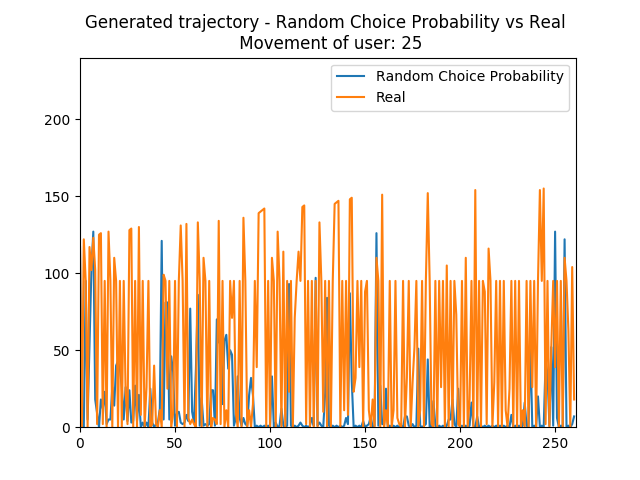 Generated trajectory - Random Choice Probability vs Real
Movement of user: 25
Random Choice Probability
Real
200
150
100
50
0
0 50 100 150 200 250